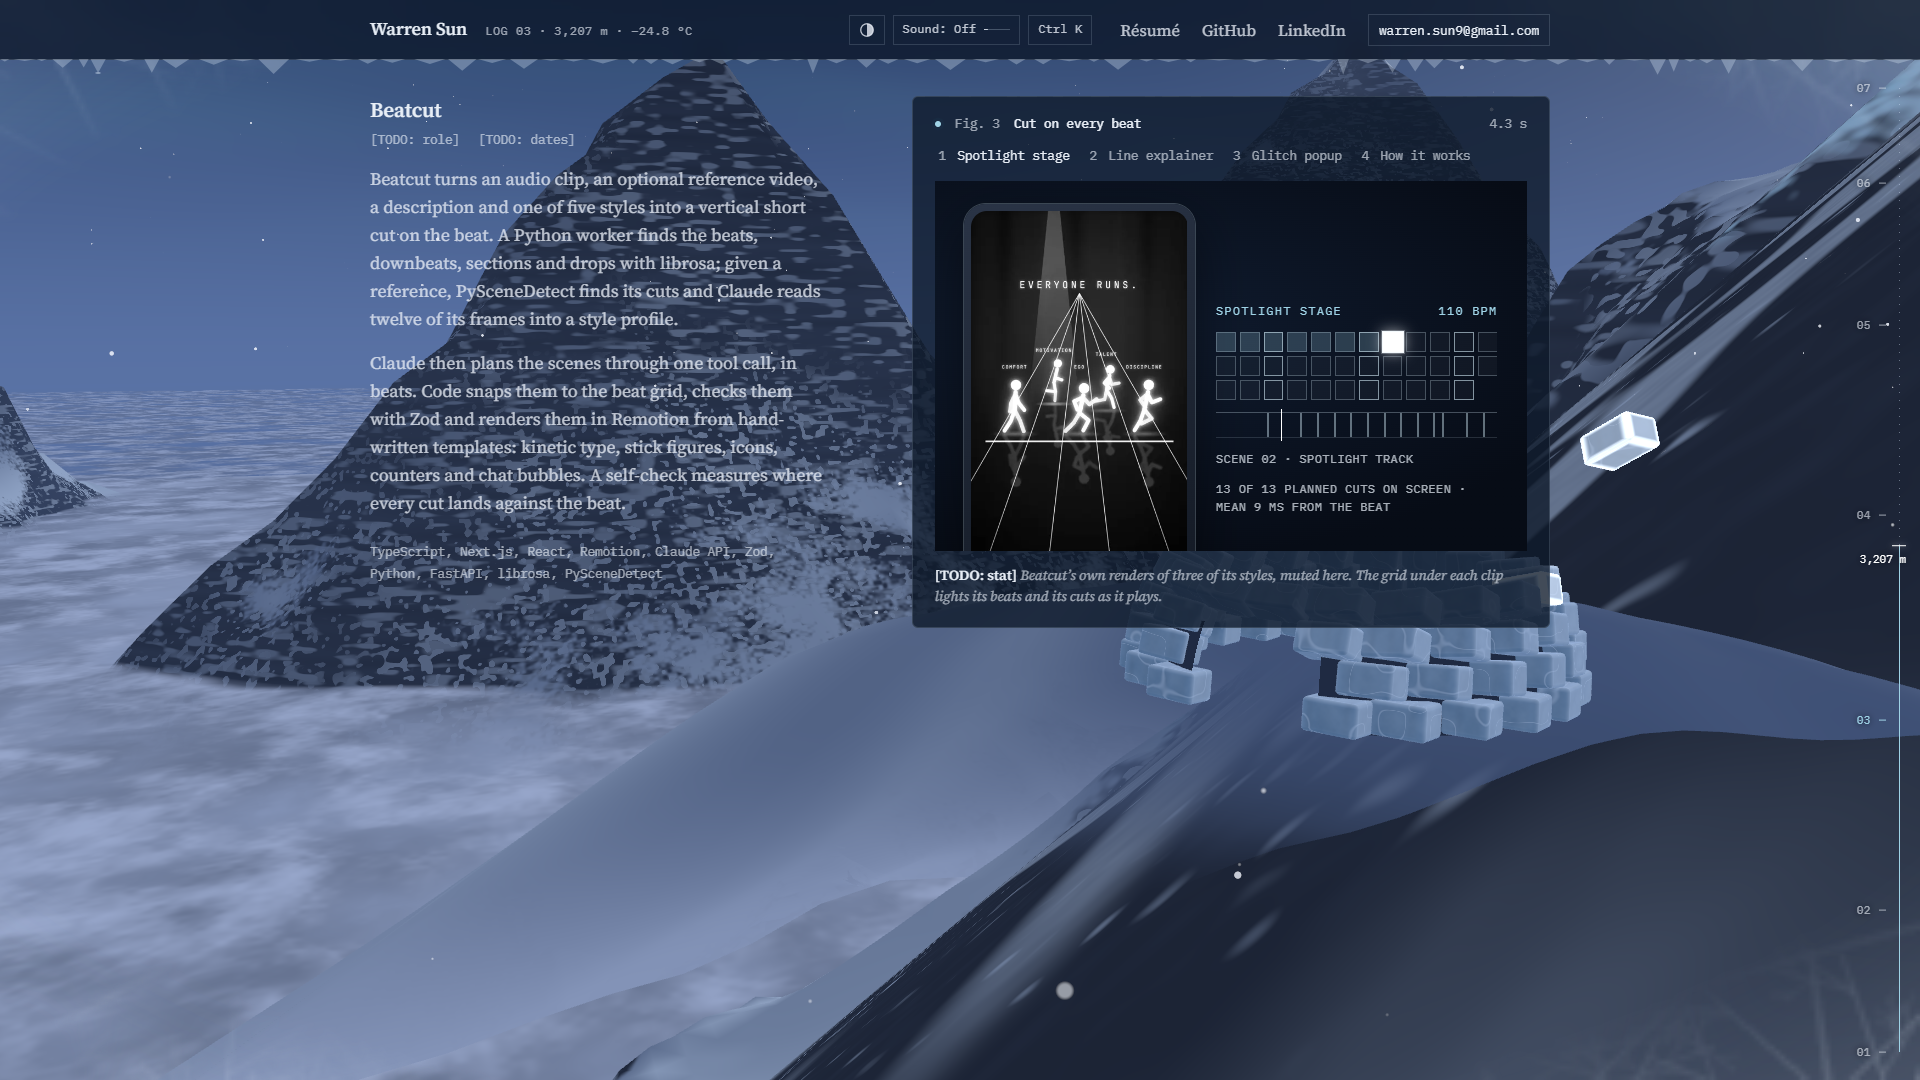 Warren Sun LOG 03 · 3,207 m · −24.8 °C
Sound: Off Ctrl K Résumé GitHub LinkedIn warren.sun9@gmail.com
Beatcut
[TODO: role] [TODO: dates]
Beatcut turns an audio clip, an optional reference video,
a description and one of five styles into a vertical short
cut on the beat. A Python worker finds the beats,
downbeats, sections and drops with librosa; given a
reference, PySceneDetect finds its cuts and Claude reads
twelve of its frames into a style profile.
Claude then plans the scenes through one tool call, in
beats. Code snaps them to the beat grid, checks them
with Zod and renders them in Remotion from hand-
written templates: kinetic type, stick figures, icons,
counters and chat bubbles. A self-check measures where
every cut lands against the beat.
TypeScript, Next.js, React, Remotion, Claude API, Zod,
Python, FastAPI, librosa, PySceneDetect
Fig. 3 Cut on every beat 4.3 s
1 Spotlight stage 2 Line explainer 3 Glitch popup 4 How it works
EVERYONE RUNS.
MOTIVATION TALENT
COMFORT EGO DISCIPLINE
SPOTLIGHT STAGE 110 BPM
SCENE 02 · SPOTLIGHT TRACK
13 OF 13 PLANNED CUTS ON SCREEN ·
MEAN 9 MS FROM THE BEAT
[TODO: stat] Beatcut’s own renders of three of its styles, muted here. The grid under each clip
lights its beats and its cuts as it plays.
07
06
05
04
3,207 m
03
02
01